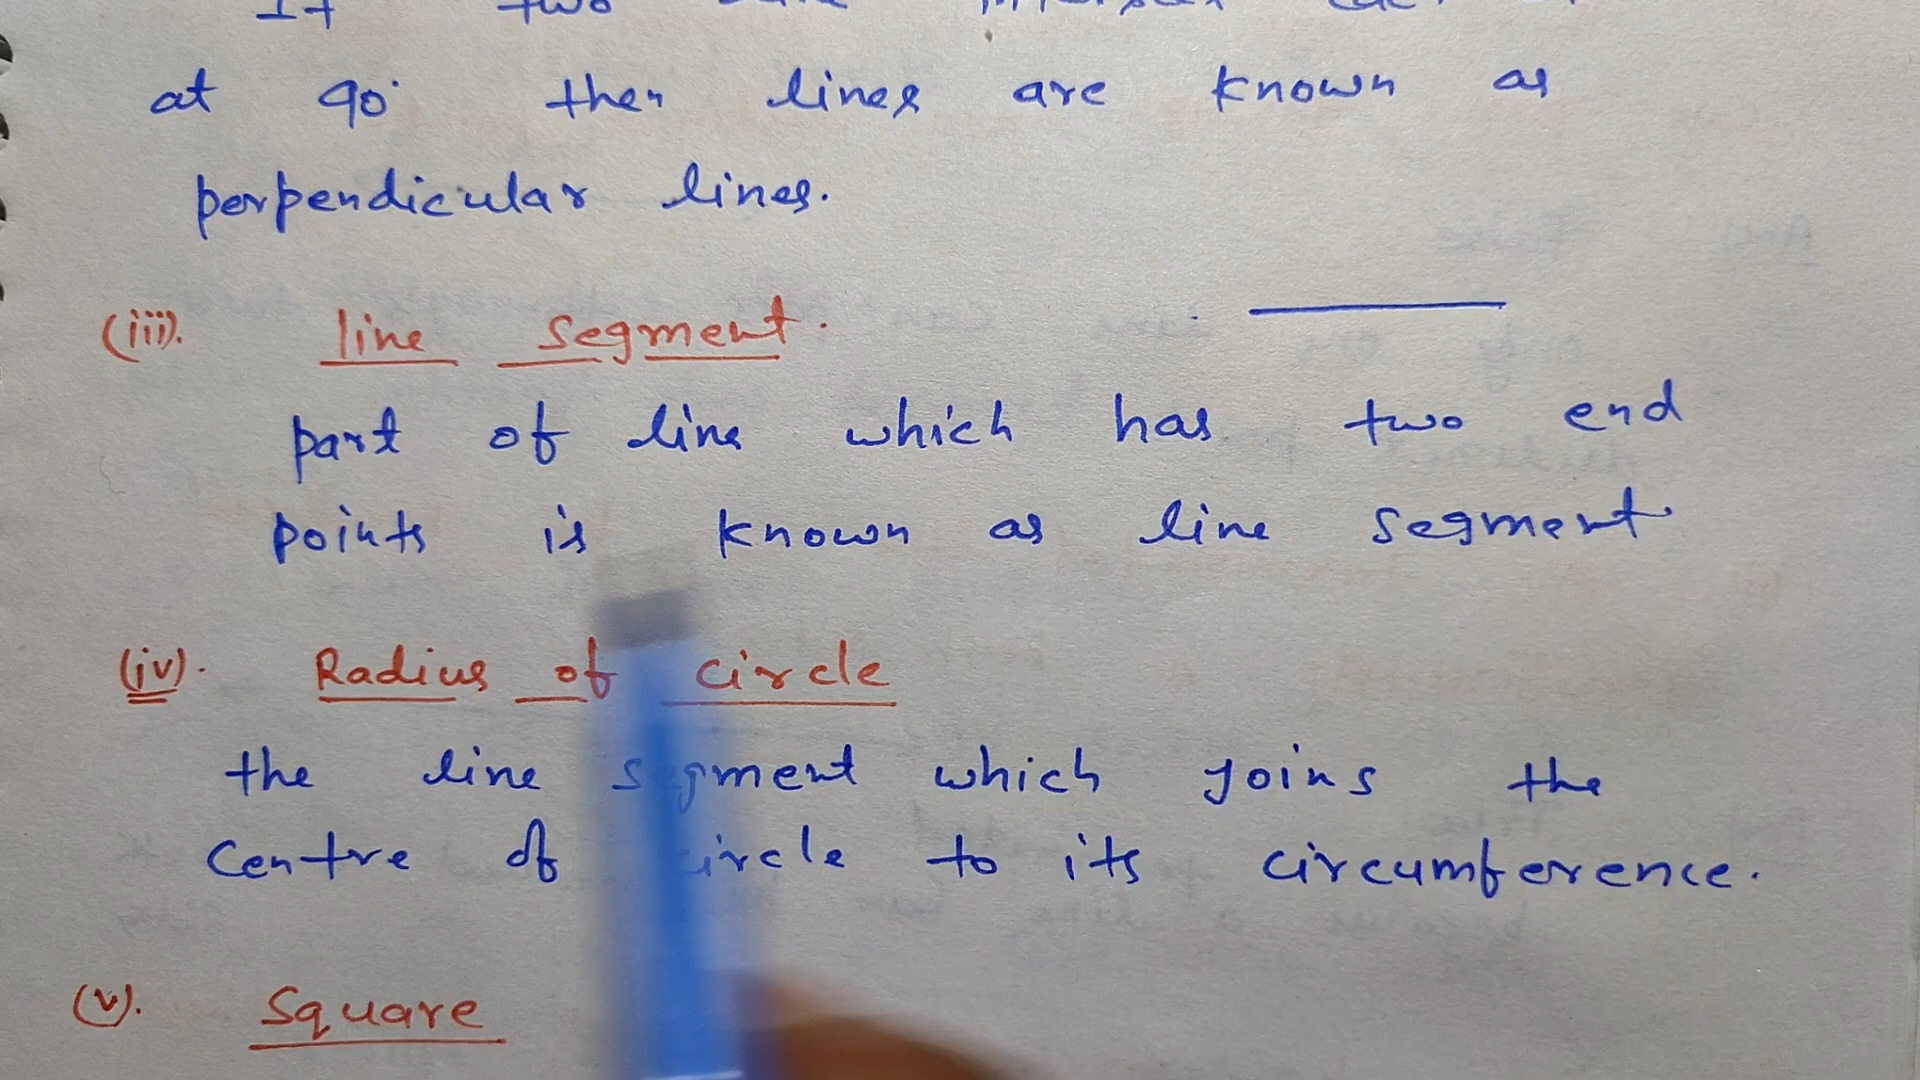 If two
at 90° then lines are known as
perpendicular lines.
(iii). line segment.
part of line which has two end
points is known as line segment
(iv). Radius of circle
the line segment which joins the
Centre of circle to its circumference.
(v). Square